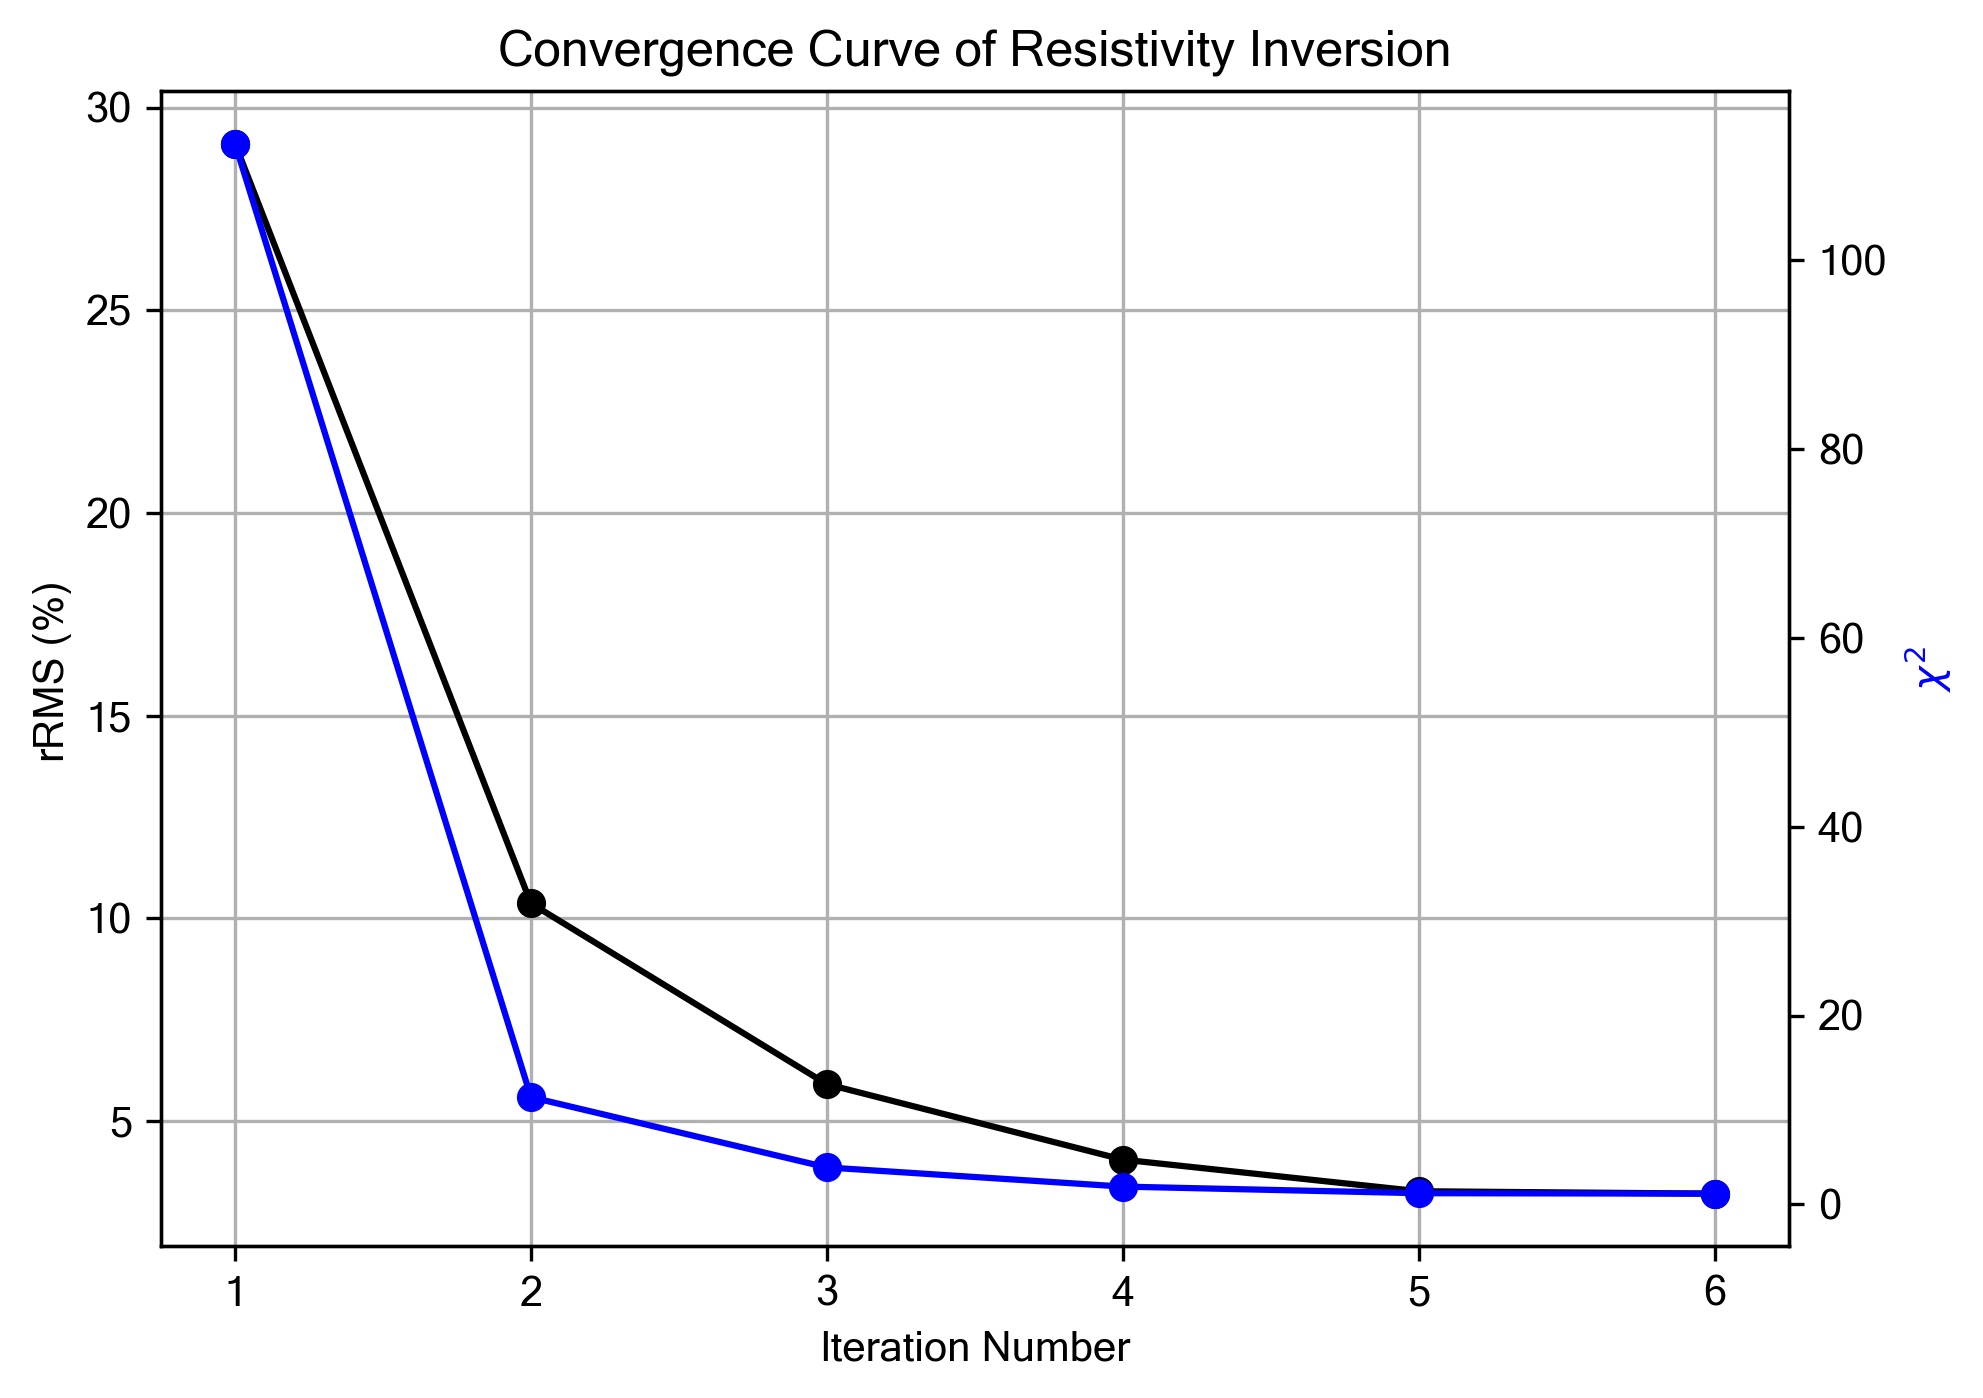 Convergence Curve of Resistivity Inversion
30
25
20
15
10
5
rRMS (%)
100
80
60
40
20
0
χ²
1 2 3 4 5 6
Iteration Number